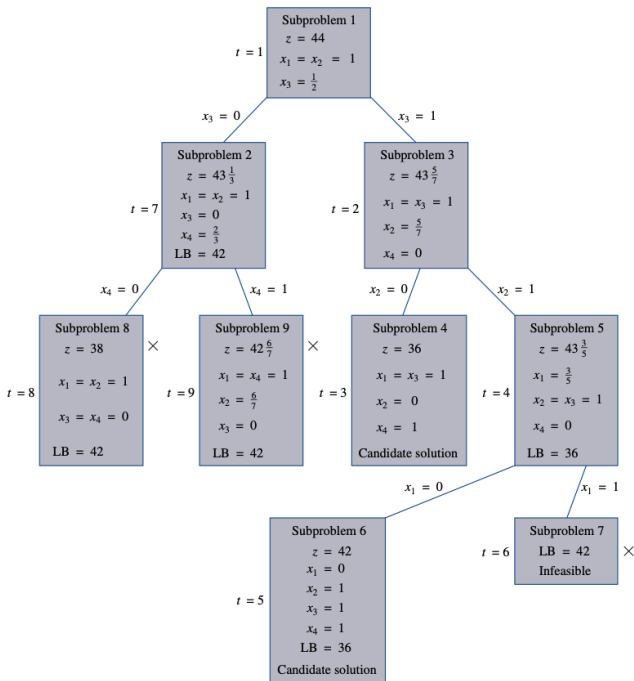 Subproblem 1
z = 44
t = 1
x₁ = x₂ = 1
x₃ = 1/2
x₃ = 0
x₃ = 1
Subproblem 2
z = 43 1/3
x₁ = x₂ = 1
t = 7
x₃ = 0
x₄ = 2/3
LB = 42
Subproblem 3
z = 43 5/7
x₁ = x₃ = 1
t = 2
x₂ = 5/7
x₄ = 0
x₄ = 0
x₄ = 1
x₂ = 0
x₂ = 1
Subproblem 8
×
z = 38
x₁ = x₂ = 1
t = 8
x₃ = x₄ = 0
LB = 42
Subproblem 9
×
z = 42 6/7
x₁ = x₄ = 1
t = 9
x₂ = 6/7
x₃ = 0
LB = 42
Subproblem 4
z = 36
x₁ = x₃ = 1
t = 3
x₂ = 0
x₄ = 1
Candidate solution
Subproblem 5
z = 43 3/5
x₁ = 3/5
t = 4
x₂ = x₃ = 1
x₄ = 0
LB = 36
x₁ = 0
x₁ = 1
Subproblem 6
z = 42
x₁ = 0
x₂ = 1
t = 5
x₃ = 1
x₄ = 1
LB = 36
Candidate solution
Subproblem 7
t = 6
LB = 42
×
Infeasible